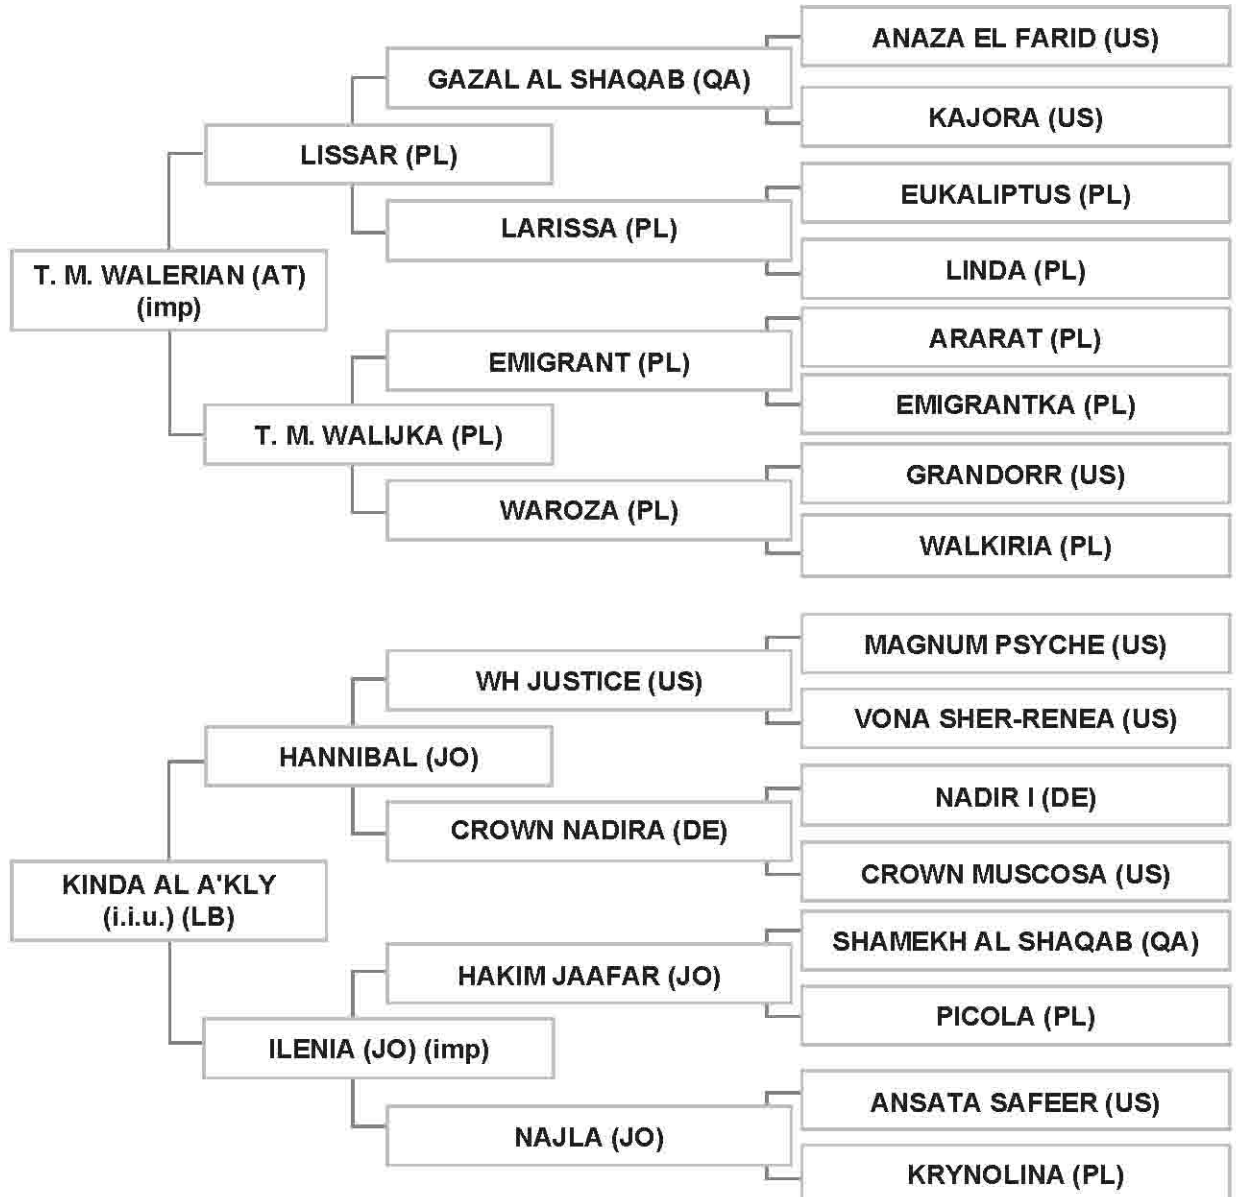 ANAZA EL FARID (US)
GAZAL AL SHAQAB (QA)
KAJORA (US)
LISSAR (PL)
EUKALIPTUS (PL)
LARISSA (PL)
LINDA (PL)
T. M. WALERIAN (AT)
(imp)
ARARAT (PL)
EMIGRANT (PL)
EMIGRANTKA (PL)
T. M. WALIJKA (PL)
GRANDORR (US)
WAROZA (PL)
WALKIRIA (PL)
MAGNUM PSYCHE (US)
WH JUSTICE (US)
VONA SHER-RENEA (US)
HANNIBAL (JO)
NADIR I (DE)
CROWN NADIRA (DE)
CROWN MUSCOSA (US)
KINDA AL A'KLY
(i.i.u.) (LB)
SHAMEKH AL SHAQAB (QA)
HAKIM JAAFAR (JO)
PICOLA (PL)
ILENIA (JO) (imp)
ANSATA SAFEER (US)
NAJLA (JO)
KRYNOLINA (PL)